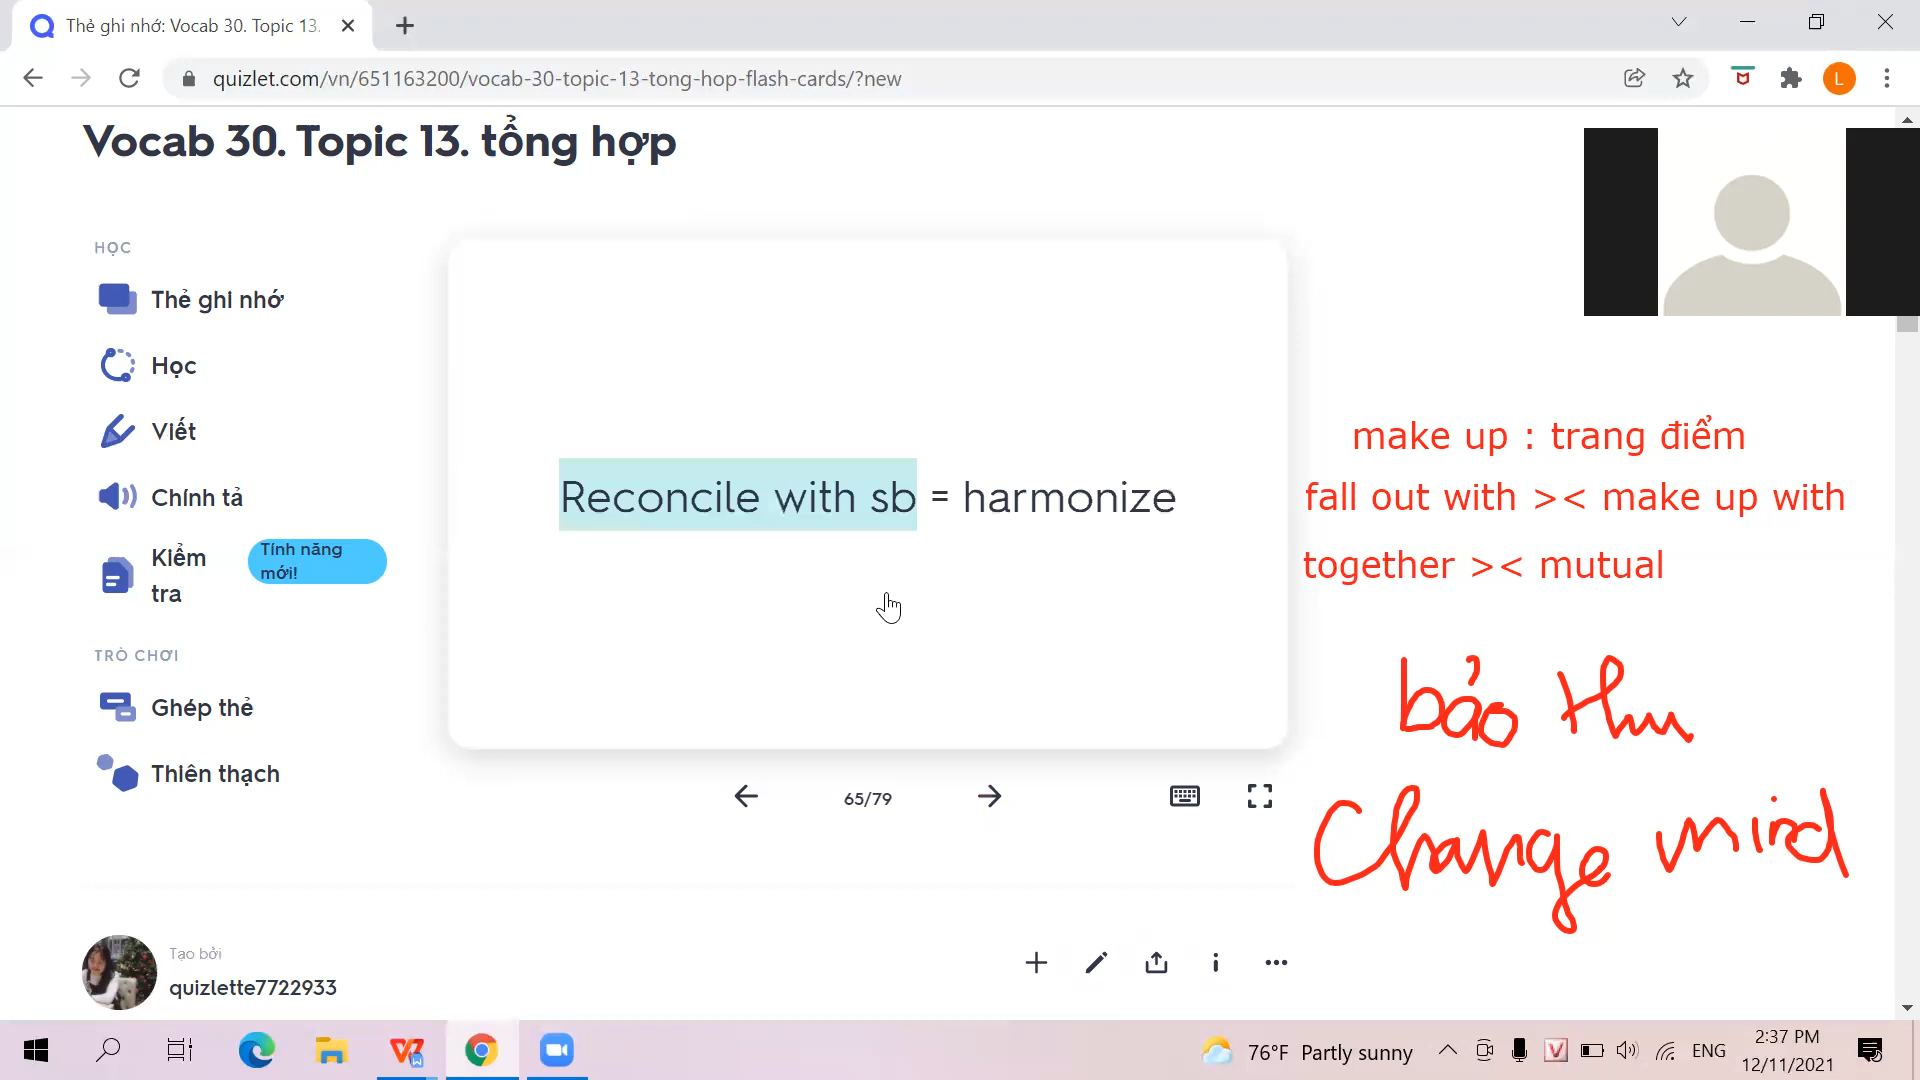 Thẻ ghi nhớ: Vocab 30. Topic 13.
quizlet.com/vn/651163200/vocab-30-topic-13-tong-hop-flash-cards/?new
L
Vocab 30. Topic 13. tổng hợp
HỌC
Thẻ ghi nhớ
Học
Viết
Chính tả
Kiểm
tra
Tính năng
mới!
TRÒ CHƠI
Ghép thẻ
Thiên thạch
Reconcile with sb = harmonize
65/79
make up : trang điểm
fall out with >< make up with
together >< mutual
bảo thu
Change mind
Tạo bởi
quizlette7722933
76°F Partly sunny
ENG
2:37 PM
12/11/2021